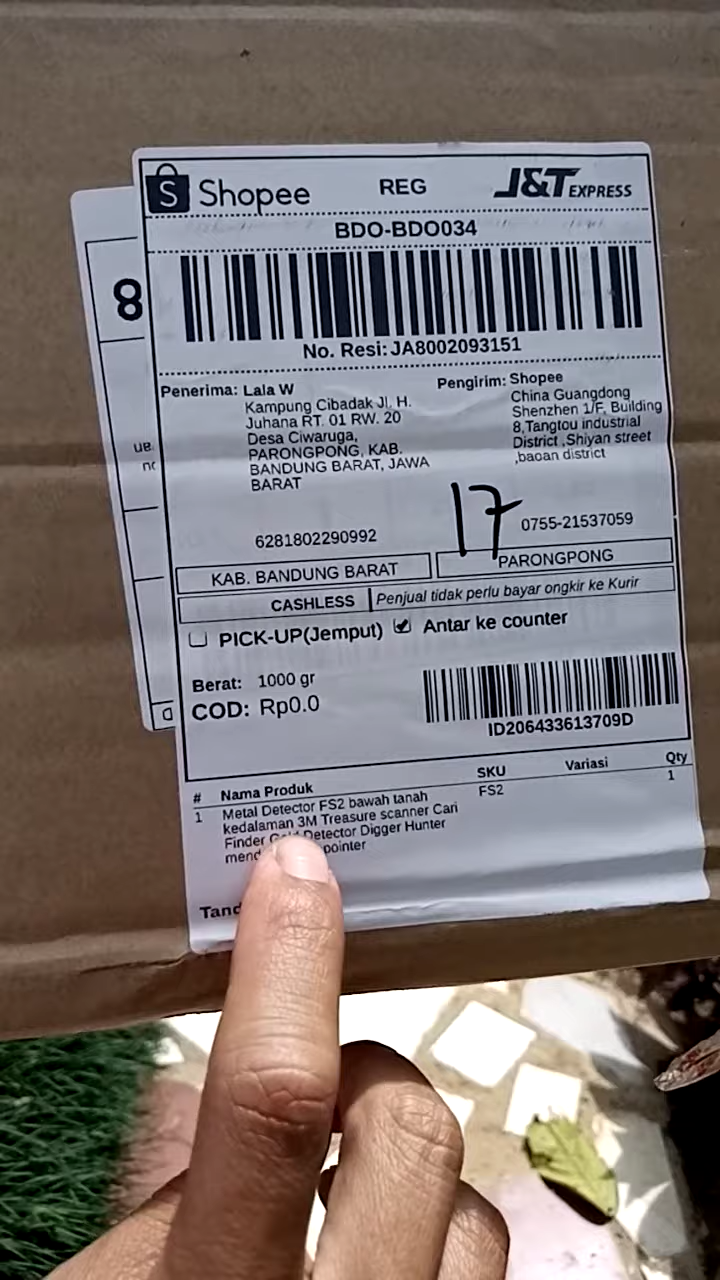 Shopee REG J&T EXPRESS
BDO-BDO034
8
No. Resi: JA8002093151
Penerima: Lala W
Kampung Cibadak Jl, H.
Juhana RT. 01 RW. 20
Desa Ciwaruga,
PARONGPONG, KAB.
BANDUNG BARAT, JAWA
BARAT
6281802290992
Pengirim: Shopee
China Guangdong
Shenzhen 1/F, Building
8,Tangtou industrial
District ,Shiyan street
,baoan district
17
0755-21537059
KAB. BANDUNG BARAT PARONGPONG
CASHLESS Penjual tidak perlu bayar ongkir ke Kurir
PICK-UP(Jemput) Antar ke counter
Berat: 1000 gr
COD: Rp0.0
ID206433613709D
# Nama Produk SKU Variasi Qty
1 Metal Detector FS2 bawah tanah FS2 1
kedalaman 3M Treasure scanner Cari
Finder Detector Digger Hunter
pointer